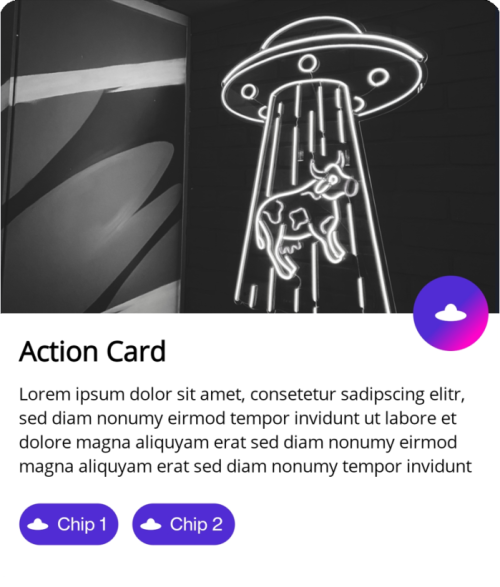 Action Card
Lorem ipsum dolor sit amet, consetetur sadipscing elitr,
sed diam nonumy eirmod tempor invidunt ut labore et
dolore magna aliquyam erat sed diam nonumy eirmod
magna aliquyam erat sed diam nonumy tempor invidunt
Chip 1
Chip 2